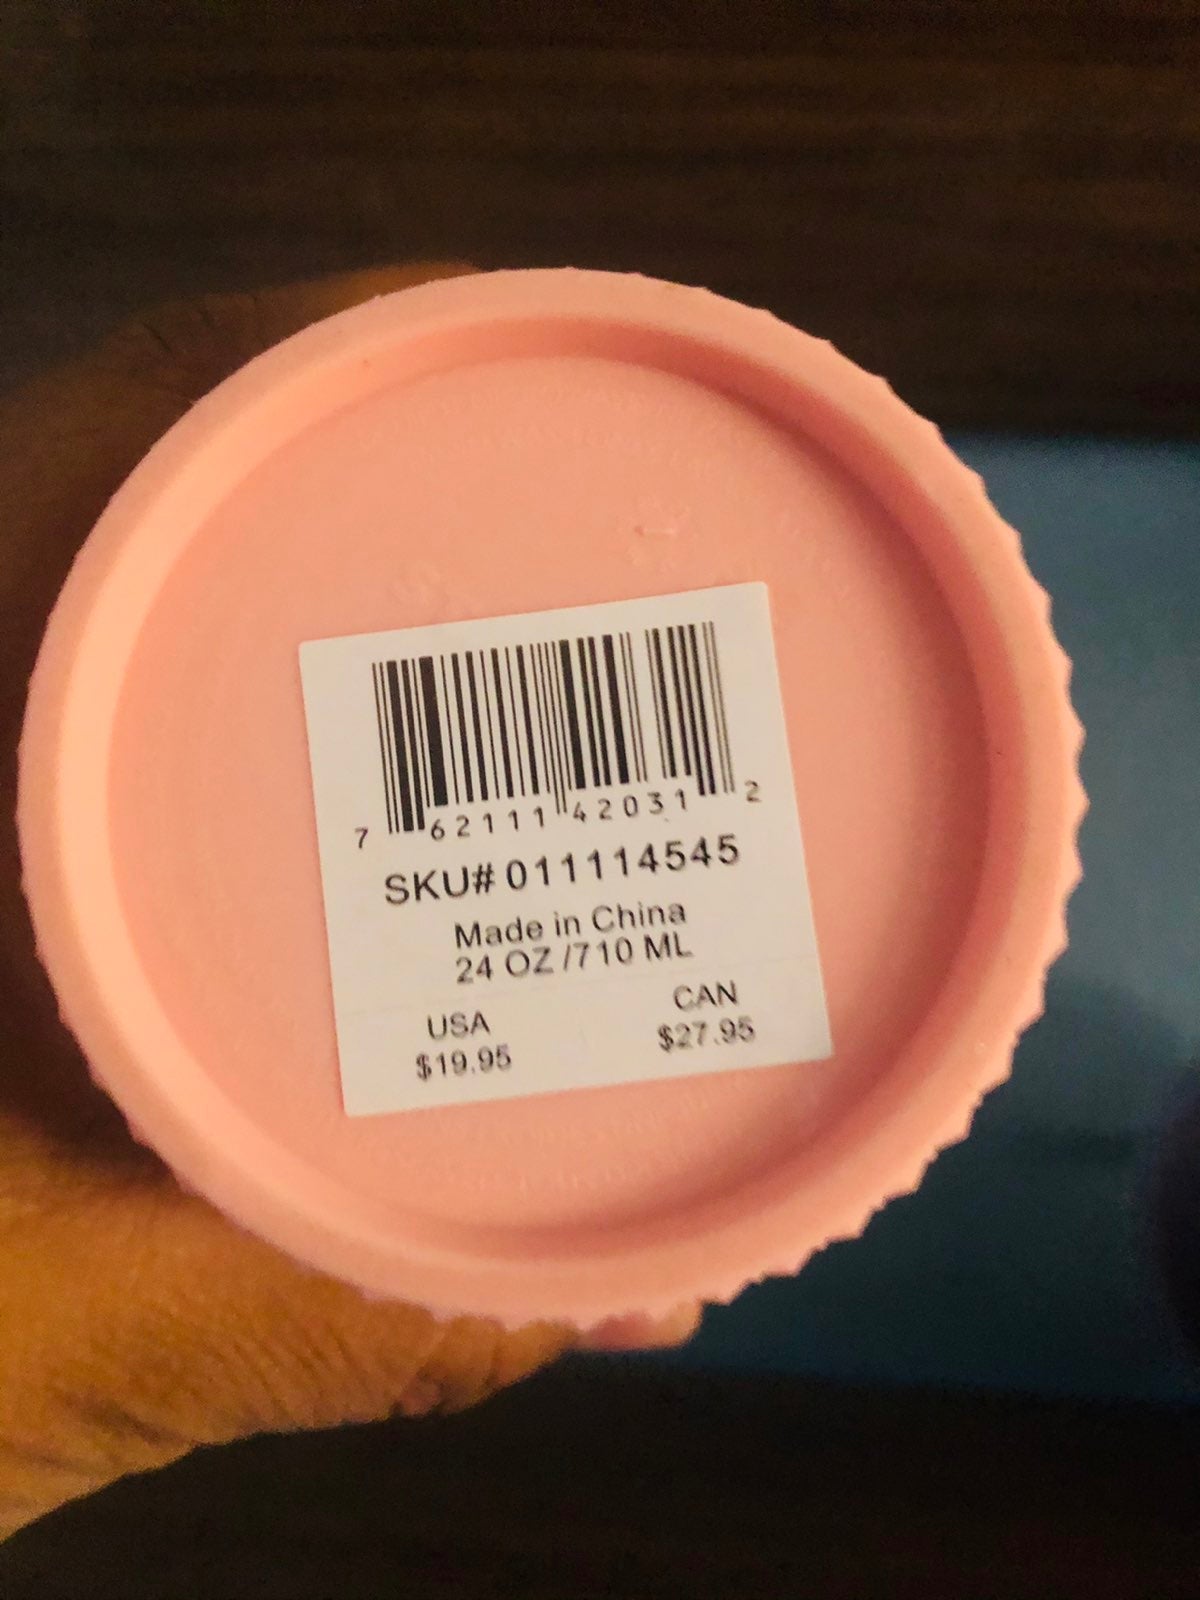 7 62111 42031 2
SKU# 011114545
Made in China
24 OZ /710 ML
USA CAN
$19.95 $27.95